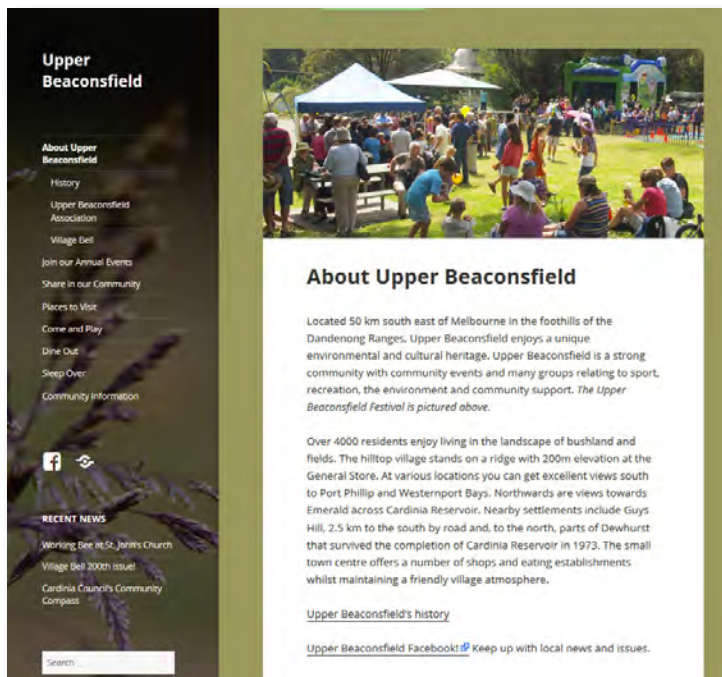 Upper
Beaconsfield
About Upper
Beaconsfield
History
Upper Beaconsfield
Association
Village Bell
Join our Annual Events
Share in our Community
Places to Visit
Come and Play
Dine Out
Sleep Over
Community Information
RECENT NEWS
Working Bee at St. John's Church
Village Bell 200th issue!
Cardinia Council's Community
Compass
Search ...
About Upper Beaconsfield
Located 50 km south east of Melbourne in the foothills of the
Dandenong Ranges, Upper Beaconsfield enjoys a unique
environmental and cultural heritage. Upper Beaconsfield is a strong
community with community events and many groups relating to sport,
recreation, the environment and community support. The Upper
Beaconsfield Festival is pictured above.
Over 4000 residents enjoy living in the landscape of bushland and
fields. The hilltop village stands on a ridge with 200m elevation at the
General Store. At various locations you can get excellent views south
to Port Phillip and Westernport Bays. Northwards are views towards
Emerald across Cardinia Reservoir. Nearby settlements include Guys
Hill, 2.5 km to the south by road and, to the north, parts of Dewhurst
that survived the completion of Cardinia Reservoir in 1973. The small
town centre offers a number of shops and eating establishments
whilst maintaining a friendly village atmosphere.
Upper Beaconsfield's history
Upper Beaconsfield Facebook! Keep up with local news and issues.